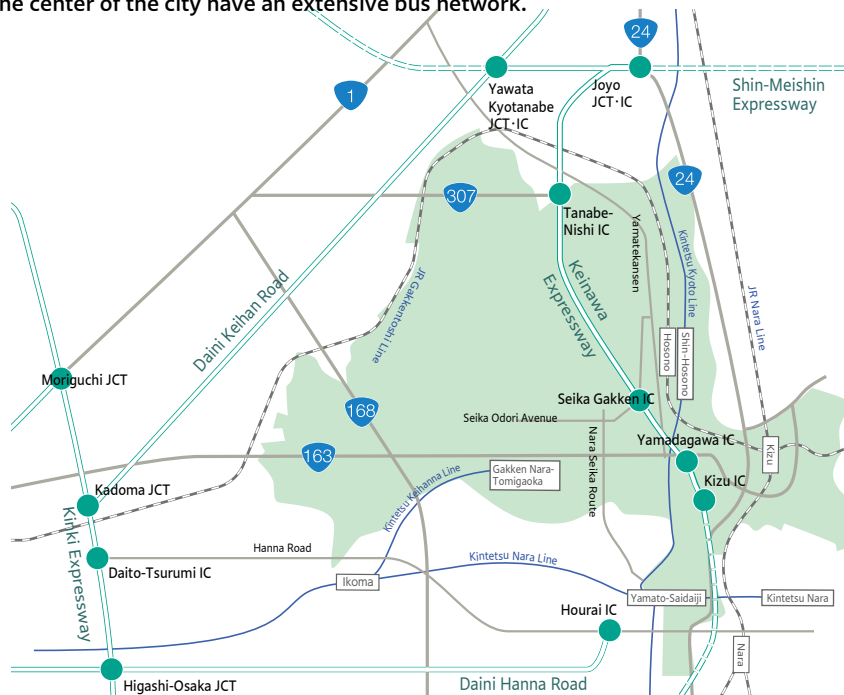 he center of the city have an extensive bus network.
24
1
Yawata
Kyotanabe
JCT·IC
Joyo
JCT·IC
Shin-Meishin
Expressway
307
24
Tanabe-
Nishi IC
Yamatekansen
Kintetsu Kyoto Line
JR Nara Line
Keinawa
Expressway
JR Gakkentoshi Line
Daini Keihan Road
Moriguchi JCT
Hosono
Shin-Hosono
Seika Gakken IC
168
Seika Odori Avenue
Nara Seika Route
Yamadagawa IC
163
Kizu
Gakken Nara-
Tomigaoka
Kizu IC
Kadoma JCT
Kintetsu Keihanna Line
Kinki Expressway
Hanna Road
Kintetsu Nara Line
Daito-Tsurumi IC
Ikoma
Yamato-Saidaiji
Kintetsu Nara
Hourai IC
Nara
Higashi-Osaka JCT
Daini Hanna Road